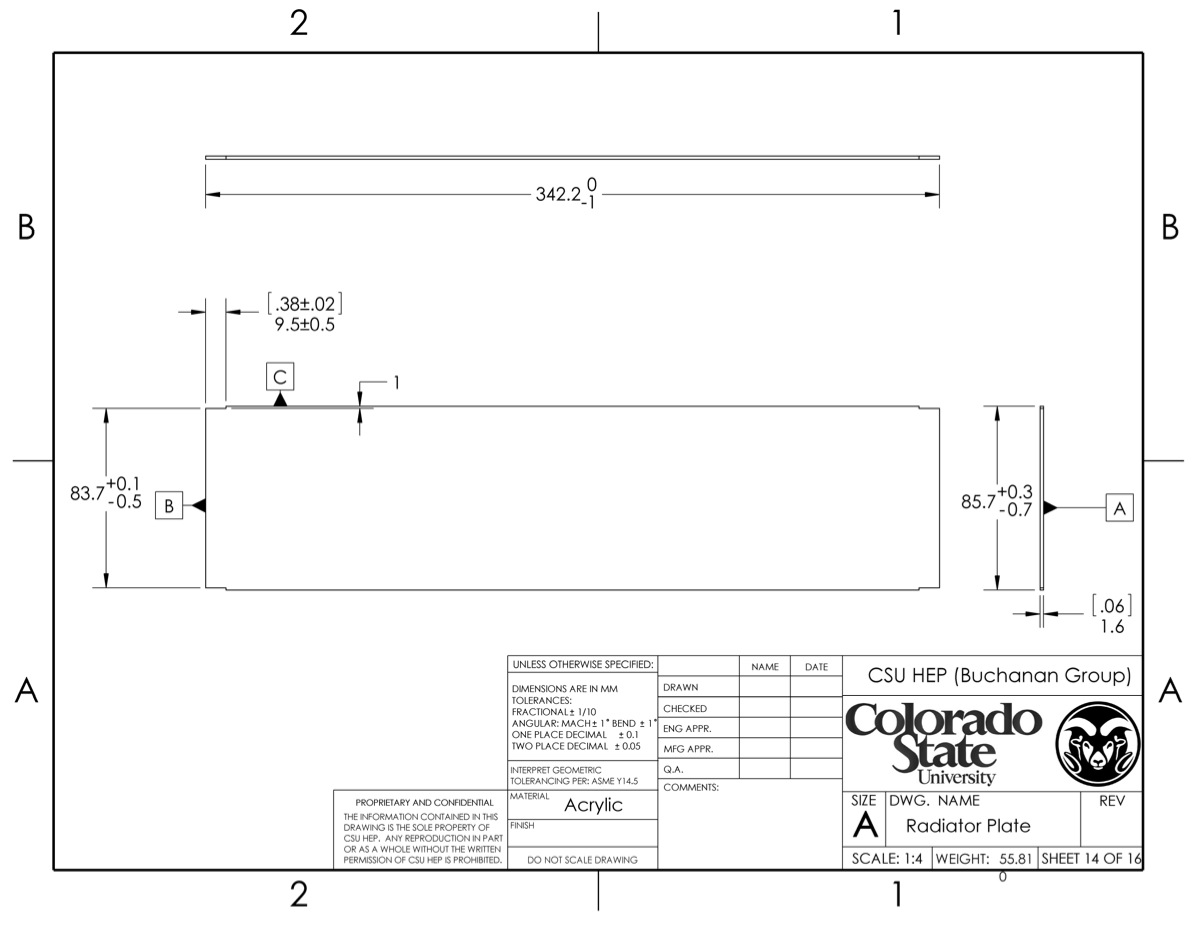 2 1
342.2 0 -1
B B
[.38±.02]
9.5±0.5
C
1
83.7 +0.1 -0.5
B
85.7 +0.3 -0.7
A
[.06]
1.6
A A
UNLESS OTHERWISE SPECIFIED:
DIMENSIONS ARE IN MM
TOLERANCES:
FRACTIONAL± 1/10
ANGULAR: MACH± 1° BEND ± 1°
ONE PLACE DECIMAL ± 0.1
TWO PLACE DECIMAL ± 0.05
INTERPRET GEOMETRIC
TOLERANCING PER: ASME Y14.5
MATERIAL
Acrylic
FINISH
DO NOT SCALE DRAWING
NAME DATE
DRAWN
CHECKED
ENG APPR.
MFG APPR.
Q.A.
COMMENTS:
PROPRIETARY AND CONFIDENTIAL
THE INFORMATION CONTAINED IN THIS
DRAWING IS THE SOLE PROPERTY OF
CSU HEP. ANY REPRODUCTION IN PART
OR AS A WHOLE WITHOUT THE WRITTEN
PERMISSION OF CSU HEP IS PROHIBITED.
CSU HEP (Buchanan Group)
Colorado
State
University
SIZE DWG. NAME REV
A Radiator Plate
SCALE: 1:4 WEIGHT: 55.81 SHEET 14 OF 16
0
2 1